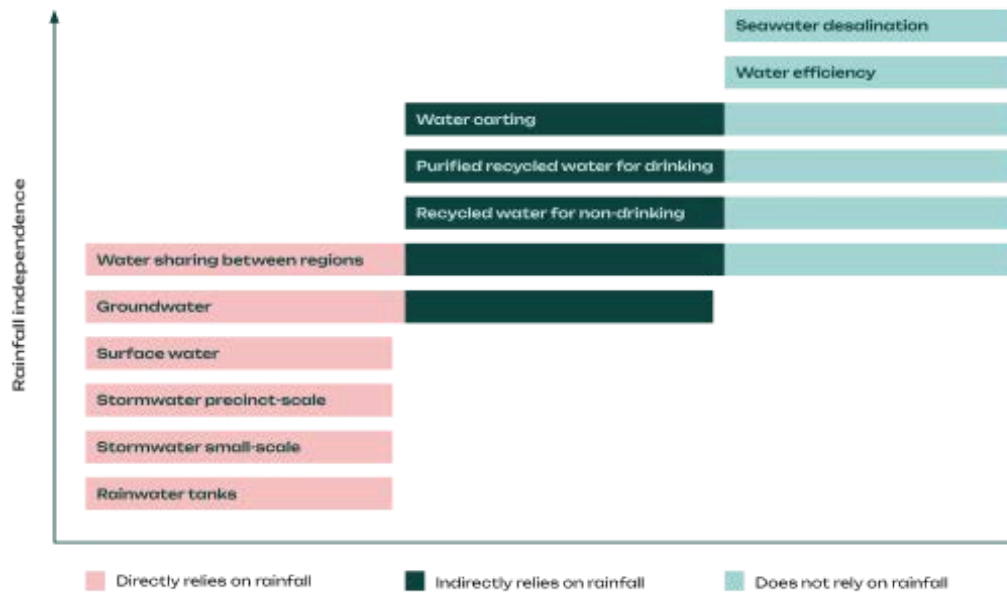 Seawater desalination
Water efficiency
Water carting
Purified recycled water for drinking
Recycled water for non-drinking
Water sharing between regions
Groundwater
Surface water
Stormwater precinct-scale
Stormwater small-scale
Rainwater tanks
Rainfall independence
Directly relies on rainfall
Indirectly relies on rainfall
Does not rely on rainfall